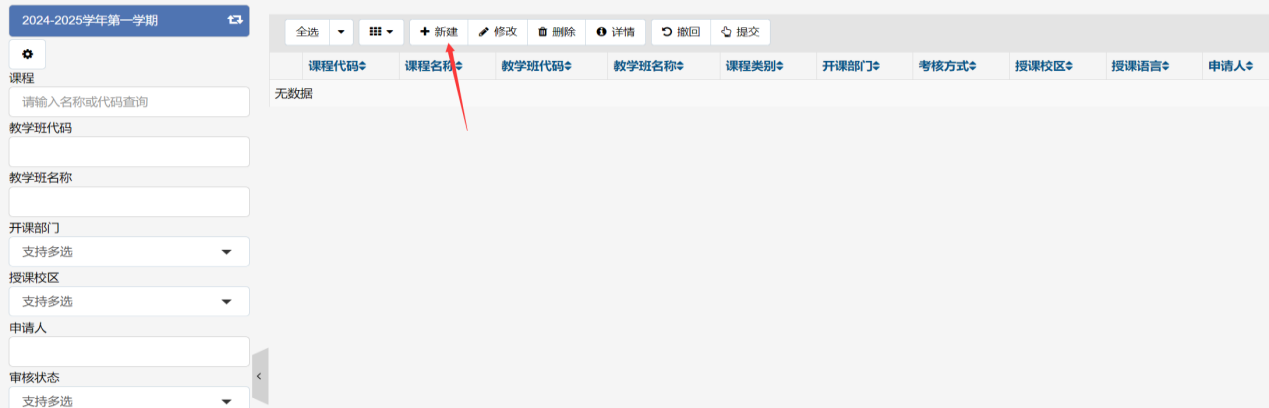 2024-2025学年第一学期
课程
请输入名称或代码查询
教学班代码
教学班名称
开课部门
支持多选
授课校区
支持多选
申请人
审核状态
支持多选
全选 新建 修改 删除 详情 撤回 提交
课程代码 课程名称 教学班代码 教学班名称 课程类别 开课部门 考核方式 授课校区 授课语言 申请人
无数据